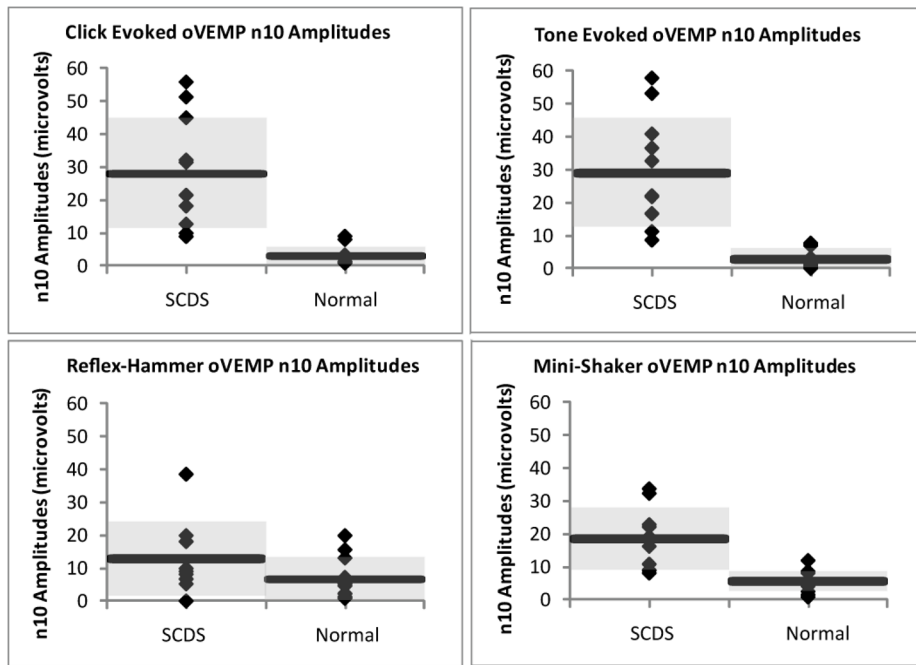 Click Evoked oVEMP n10 Amplitudes
n10 Amplitudes (microvolts)
60
50
40
30
20
10
0
SCDS Normal
Tone Evoked oVEMP n10 Amplitudes
n10 Amplitudes (microvolts)
60
50
40
30
20
10
0
SCDS Normal
Reflex-Hammer oVEMP n10 Amplitudes
n10 Amplitudes (microvolts)
60
50
40
30
20
10
0
SCDS Normal
Mini-Shaker oVEMP n10 Amplitudes
n10 Amplitudes (microvolts)
60
50
40
30
20
10
0
SCDS Normal